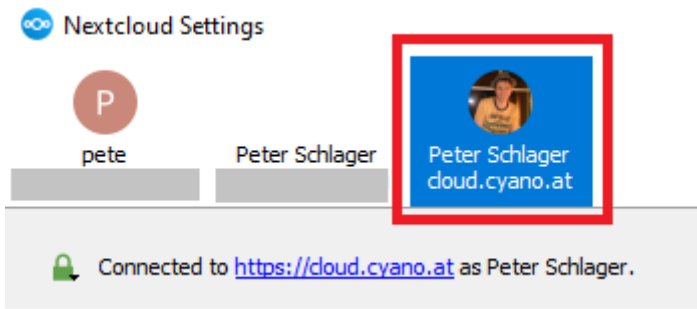 Nextcloud Settings
P
pete
Peter Schlager
Peter Schlager
cloud.cyano.at
Connected to https://cloud.cyano.at as Peter Schlager.